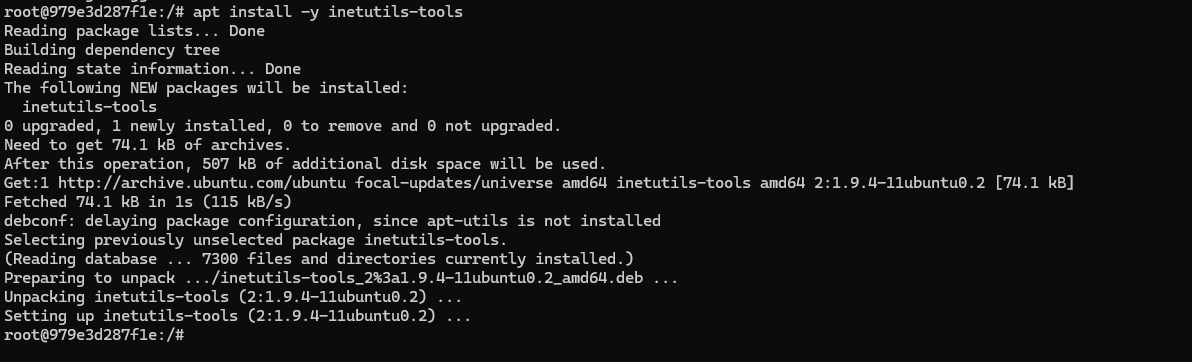 root@979e3d287f1e:/# apt install -y inetutils-tools
Reading package lists... Done
Building dependency tree
Reading state information... Done
The following NEW packages will be installed:
  inetutils-tools
0 upgraded, 1 newly installed, 0 to remove and 0 not upgraded.
Need to get 74.1 kB of archives.
After this operation, 507 kB of additional disk space will be used.
Get:1 http://archive.ubuntu.com/ubuntu focal-updates/universe amd64 inetutils-tools amd64 2:1.9.4-11ubuntu0.2 [74.1 kB]
Fetched 74.1 kB in 1s (115 kB/s)
debconf: delaying package configuration, since apt-utils is not installed
Selecting previously unselected package inetutils-tools.
(Reading database ... 7300 files and directories currently installed.)
Preparing to unpack .../inetutils-tools_2%3a1.9.4-11ubuntu0.2_amd64.deb ...
Unpacking inetutils-tools (2:1.9.4-11ubuntu0.2) ...
Setting up inetutils-tools (2:1.9.4-11ubuntu0.2) ...
root@979e3d287f1e:/#